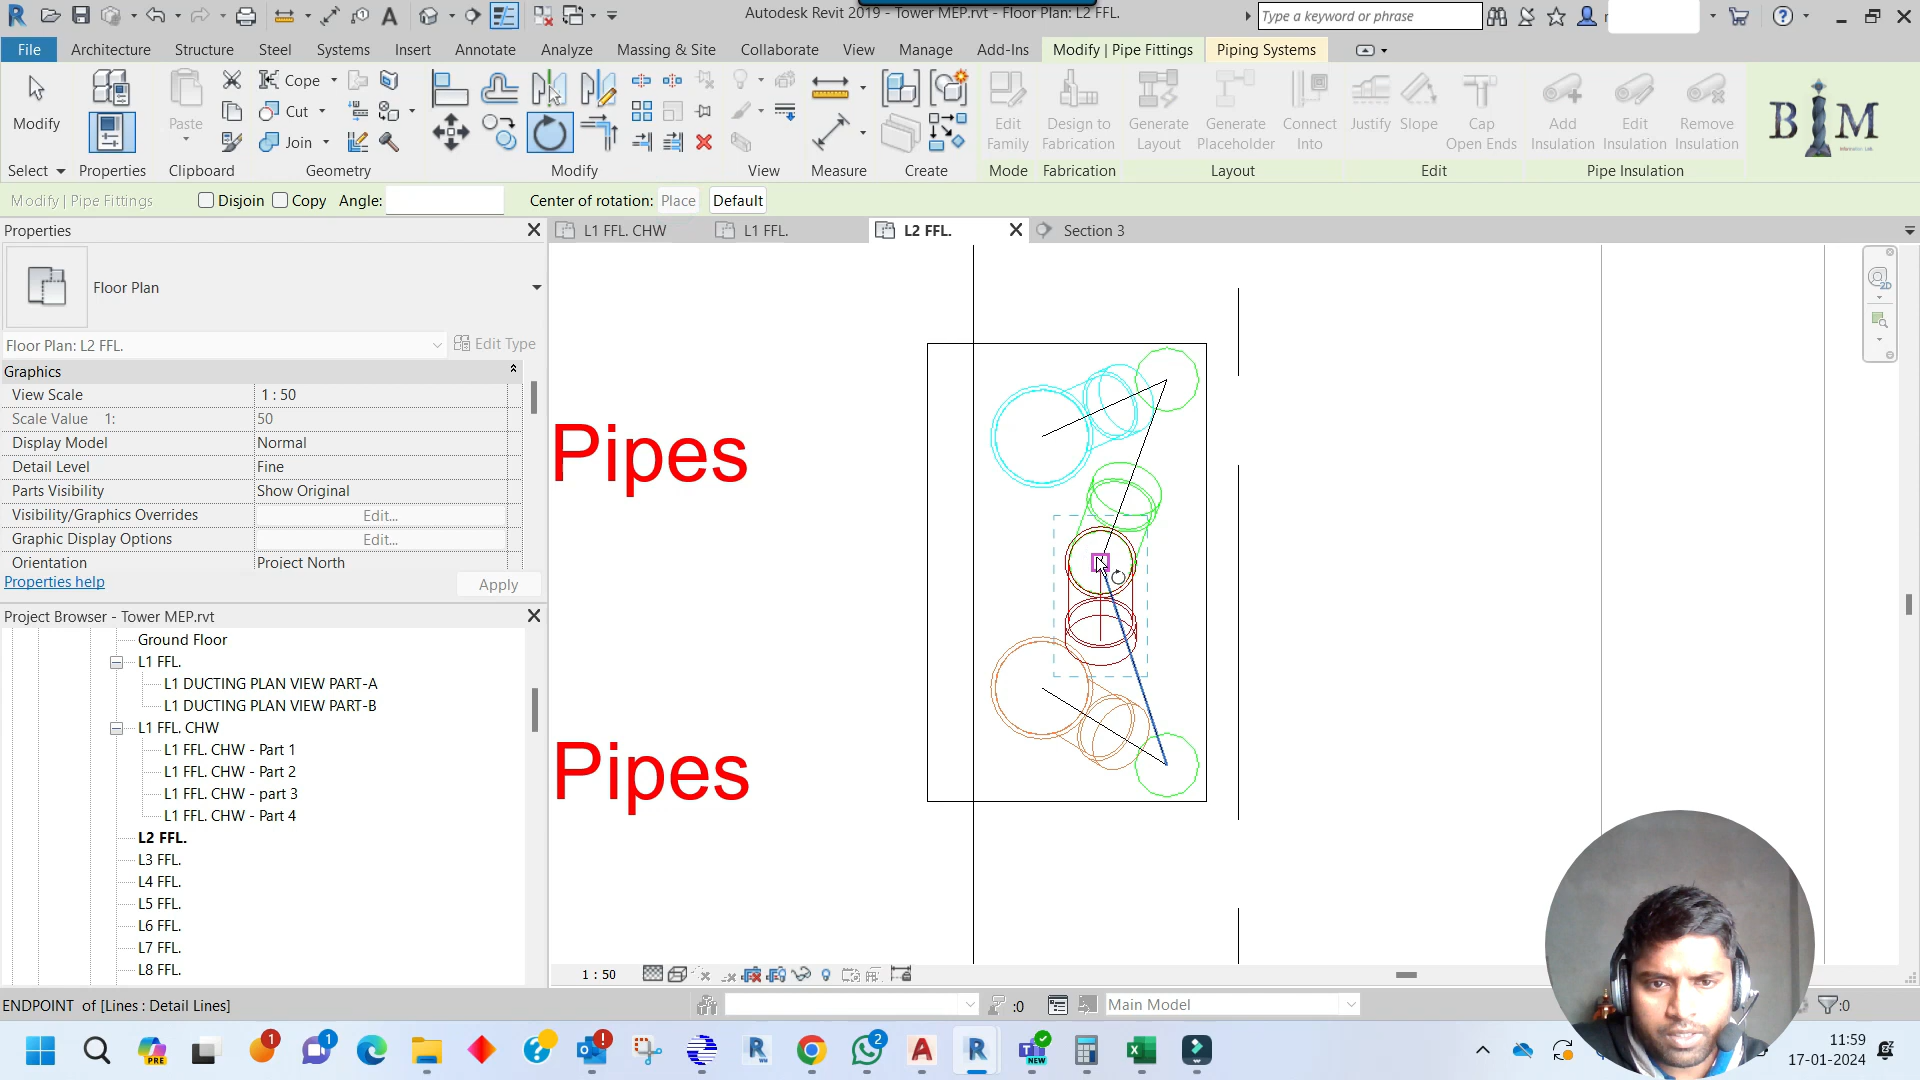 Autodesk Revit 2019 - Tower MEP.rvt - Floor Plan: L2 FFL.
Type a keyword or phrase
File Architecture Structure Steel Systems Insert Annotate Analyze Massing & Site Collaborate View Manage Add-Ins Modify | Pipe Fittings Piping Systems
Modify
Paste
Cope
Cut
Join
Edit Family
Design to Fabrication
Generate Layout
Generate Placeholder
Connect Into
Justify
Slope
Cap Open Ends
Add Insulation
Edit Insulation
Remove Insulation
BIM
Select Properties Clipboard Geometry Modify View Measure Create Mode Fabrication Layout Edit Pipe Insulation
Modify | Pipe Fittings Disjoin Copy Angle: Center of rotation: Place Default
Properties
L1 FFL. CHW L1 FFL. L2 FFL. Section 3
Floor Plan
Floor Plan: L2 FFL. Edit Type
Graphics
View Scale 1 : 50
Scale Value 1: 50
Display Model Normal
Detail Level Fine
Parts Visibility Show Original
Visibility/Graphics Overrides Edit...
Graphic Display Options Edit...
Orientation Project North
Properties help Apply
Project Browser - Tower MEP.rvt
Ground Floor
L1 FFL.
L1 DUCTING PLAN VIEW PART-A
L1 DUCTING PLAN VIEW PART-B
L1 FFL. CHW
L1 FFL. CHW - Part 1
L1 FFL. CHW - Part 2
L1 FFL. CHW - part 3
L1 FFL. CHW - Part 4
L2 FFL.
L3 FFL.
L4 FFL.
L5 FFL.
L6 FFL.
L7 FFL.
L8 FFL.
Pipes
Pipes
2D
1 : 50
ENDPOINT of [Lines : Detail Lines] :0 Main Model :0
PRE 1 1 2 NEW
11:59
17-01-2024